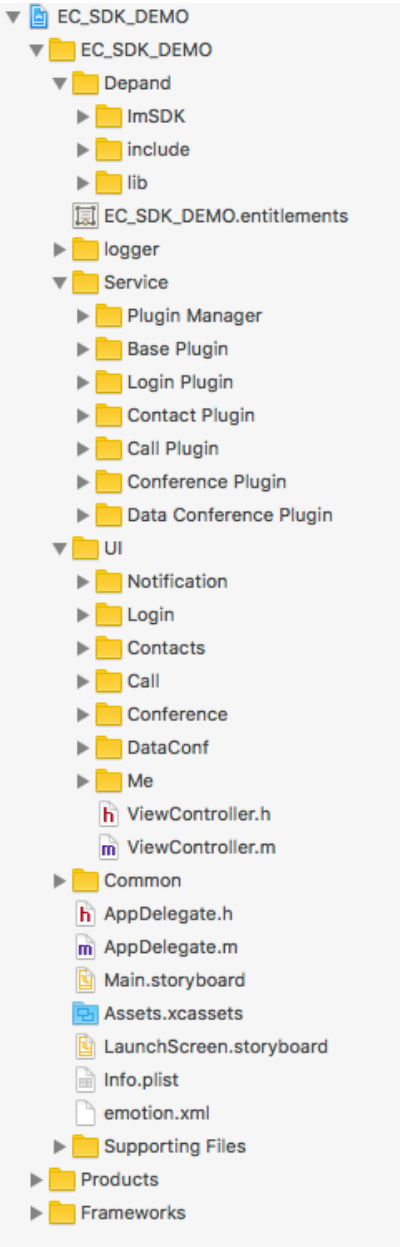 EC_SDK_DEMO
EC_SDK_DEMO
Depand
ImSDK
include
lib
EC_SDK_DEMO.entitlements
logger
Service
Plugin Manager
Base Plugin
Login Plugin
Contact Plugin
Call Plugin
Conference Plugin
Data Conference Plugin
UI
Notification
Login
Contacts
Call
Conference
DataConf
Me
h ViewController.h
m ViewController.m
Common
h AppDelegate.h
m AppDelegate.m
Main.storyboard
Assets.xcassets
LaunchScreen.storyboard
Info.plist
emotion.xml
Supporting Files
Products
Frameworks